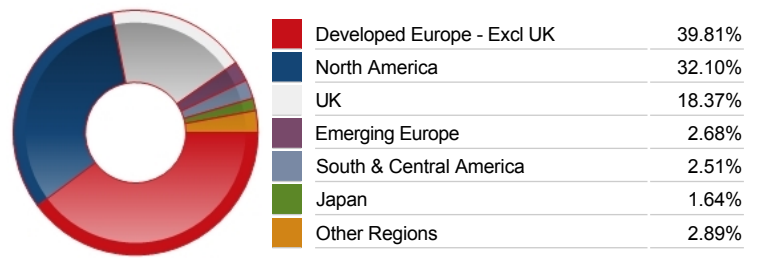 Developed Europe - Excl UK 39.81%
North America 32.10%
UK 18.37%
Emerging Europe 2.68%
South & Central America 2.51%
Japan 1.64%
Other Regions 2.89%